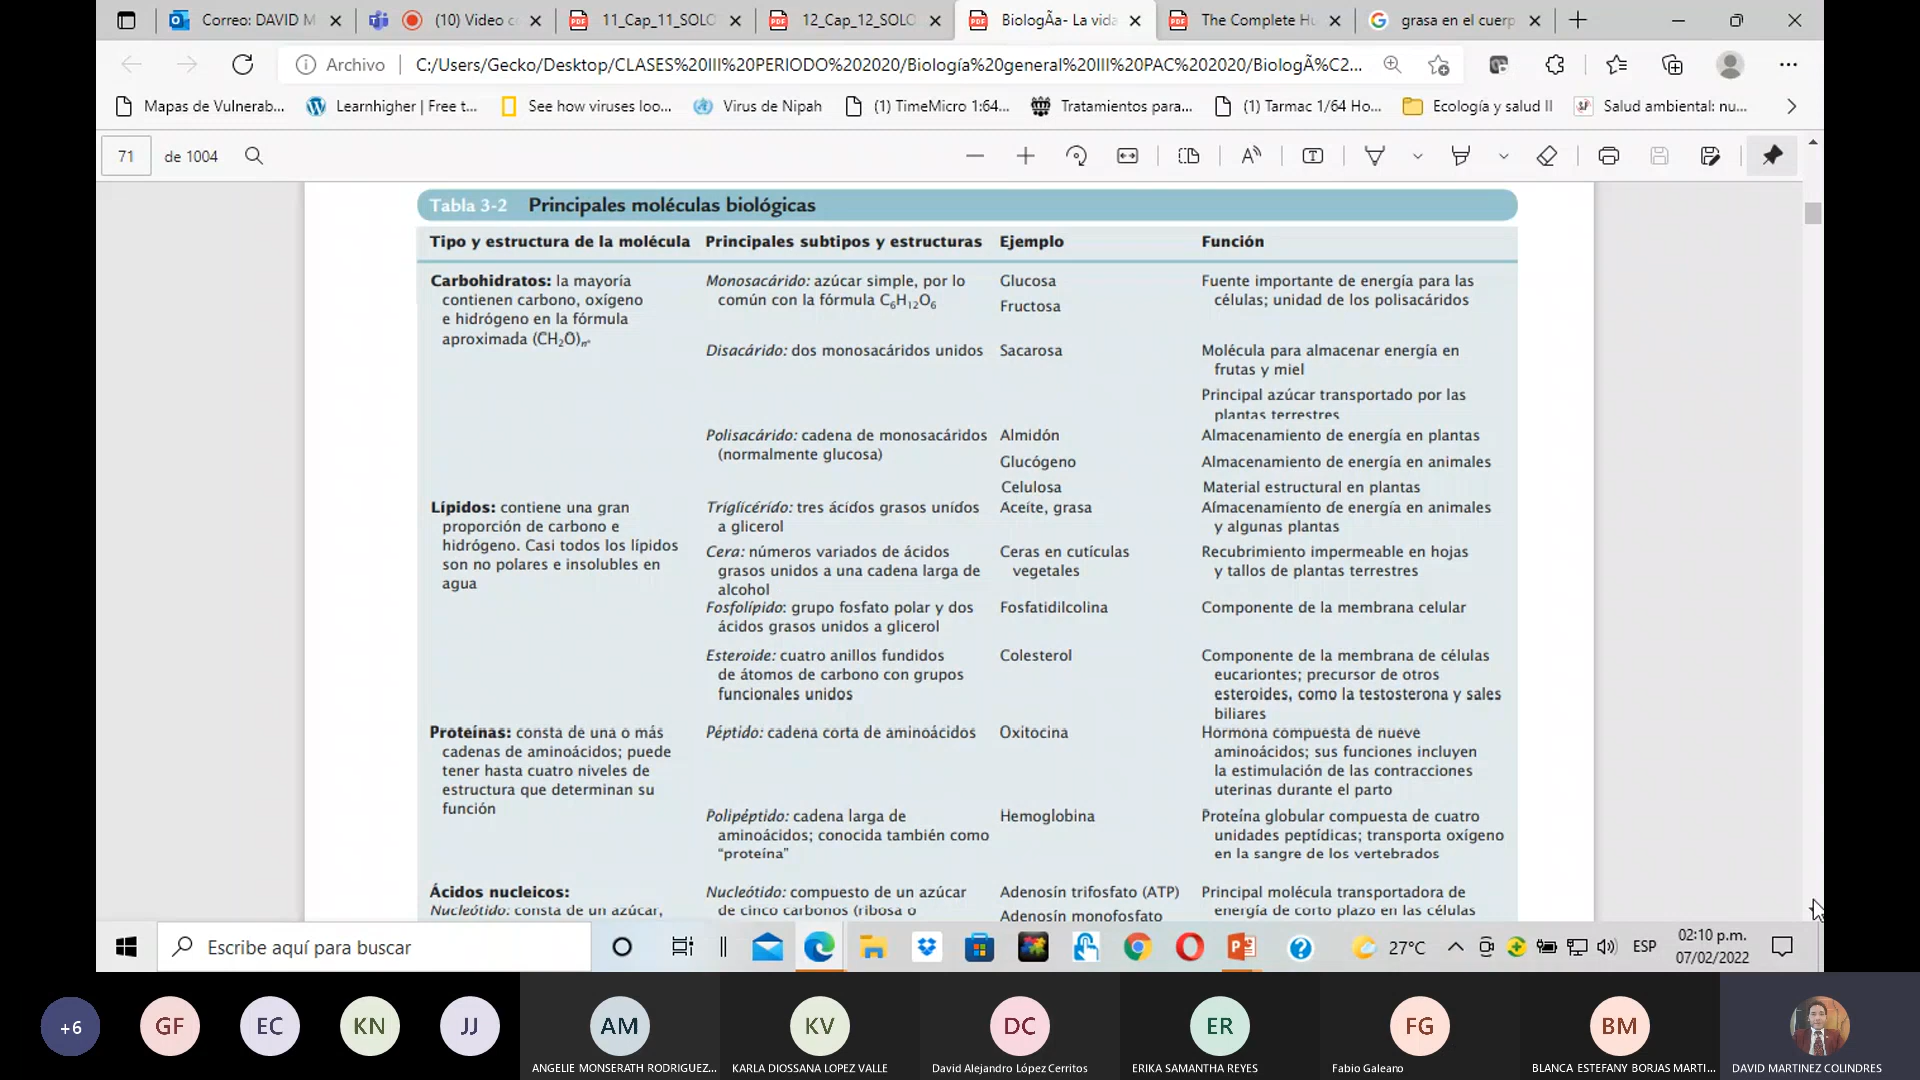 Correo: DAVID M
(10) Video c
11_Cap_11_SOLO
12_Cap_12_SOLO
BiologÃa- La vida
The Complete Hu
grasa en el cuerp
Archivo
C:/Users/Gecko/Desktop/CLASES%20III%20PERIODO%202020/Biología%20general%20III%20PAC%202020/BiologÃ%C2...
Mapas de Vulnerab...
Learnhigher | Free t...
See how viruses loo...
Virus de Nipah
(1) TimeMicro 1:64...
Tratamientos para...
(1) Tarmac 1/64 Ho...
Ecología y salud II
Salud ambiental: nu...
71 de 1004
Tabla 3-2 Principales moléculas biológicas
Tipo y estructura de la molécula Principales subtipos y estructuras Ejemplo Función
Carbohidratos: la mayoría
contienen carbono, oxígeno
e hidrógeno en la fórmula
aproximada (CH₂O)ₙ.
Monosacárido: azúcar simple, por lo
común con la fórmula C₆H₁₂O₆
Glucosa
Fructosa
Fuente importante de energía para las
células; unidad de los polisacáridos
Disacárido: dos monosacáridos unidos
Sacarosa
Molécula para almacenar energía en
frutas y miel
Principal azúcar transportado por las
plantas terrestres
Polisacárido: cadena de monosacáridos
(normalmente glucosa)
Almidón
Almacenamiento de energía en plantas
Glucógeno
Almacenamiento de energía en animales
Celulosa
Material estructural en plantas
Lípidos: contiene una gran
proporción de carbono e
hidrógeno. Casi todos los lípidos
son no polares e insolubles en
agua
Triglicérido: tres ácidos grasos unidos
a glicerol
Aceite, grasa
Almacenamiento de energía en animales
y algunas plantas
Cera: números variados de ácidos
grasos unidos a una cadena larga de
alcohol
Ceras en cutículas
vegetales
Recubrimiento impermeable en hojas
y tallos de plantas terrestres
Fosfolípido: grupo fosfato polar y dos
ácidos grasos unidos a glicerol
Fosfatidilcolina
Componente de la membrana celular
Esteroide: cuatro anillos fundidos
de átomos de carbono con grupos
funcionales unidos
Colesterol
Componente de la membrana de células
eucariontes; precursor de otros
esteroides, como la testosterona y sales
biliares
Proteínas: consta de una o más
cadenas de aminoácidos; puede
tener hasta cuatro niveles de
estructura que determinan su
función
Péptido: cadena corta de aminoácidos
Oxitocina
Hormona compuesta de nueve
aminoácidos; sus funciones incluyen
la estimulación de las contracciones
uterinas durante el parto
Polipéptido: cadena larga de
aminoácidos; conocida también como
“proteína”
Hemoglobina
Proteína globular compuesta de cuatro
unidades peptídicas; transporta oxígeno
en la sangre de los vertebrados
Ácidos nucleicos:
Nucleótido: consta de un azúcar,
Nucleótido: compuesto de un azúcar
de cinco carbonos (ribosa o
Adenosín trifosfato (ATP)
Adenosín monofosfato
Principal molécula transportadora de
energía de corto plazo en las células
Escribe aquí para buscar
27°C
ESP
02:10 p.m.
07/02/2022
+6
GF
EC
KN
JJ
AM
KV
DC
ER
FG
BM
ANGELIE MONSERATH RODRIGUEZ...
KARLA DIOSSANA LOPEZ VALLE
David Alejandro López Cerritos
ERIKA SAMANTHA REYES
Fabio Galeano
BLANCA ESTEFANY BORJAS MARTI...
DAVID MARTINEZ COLINDRES